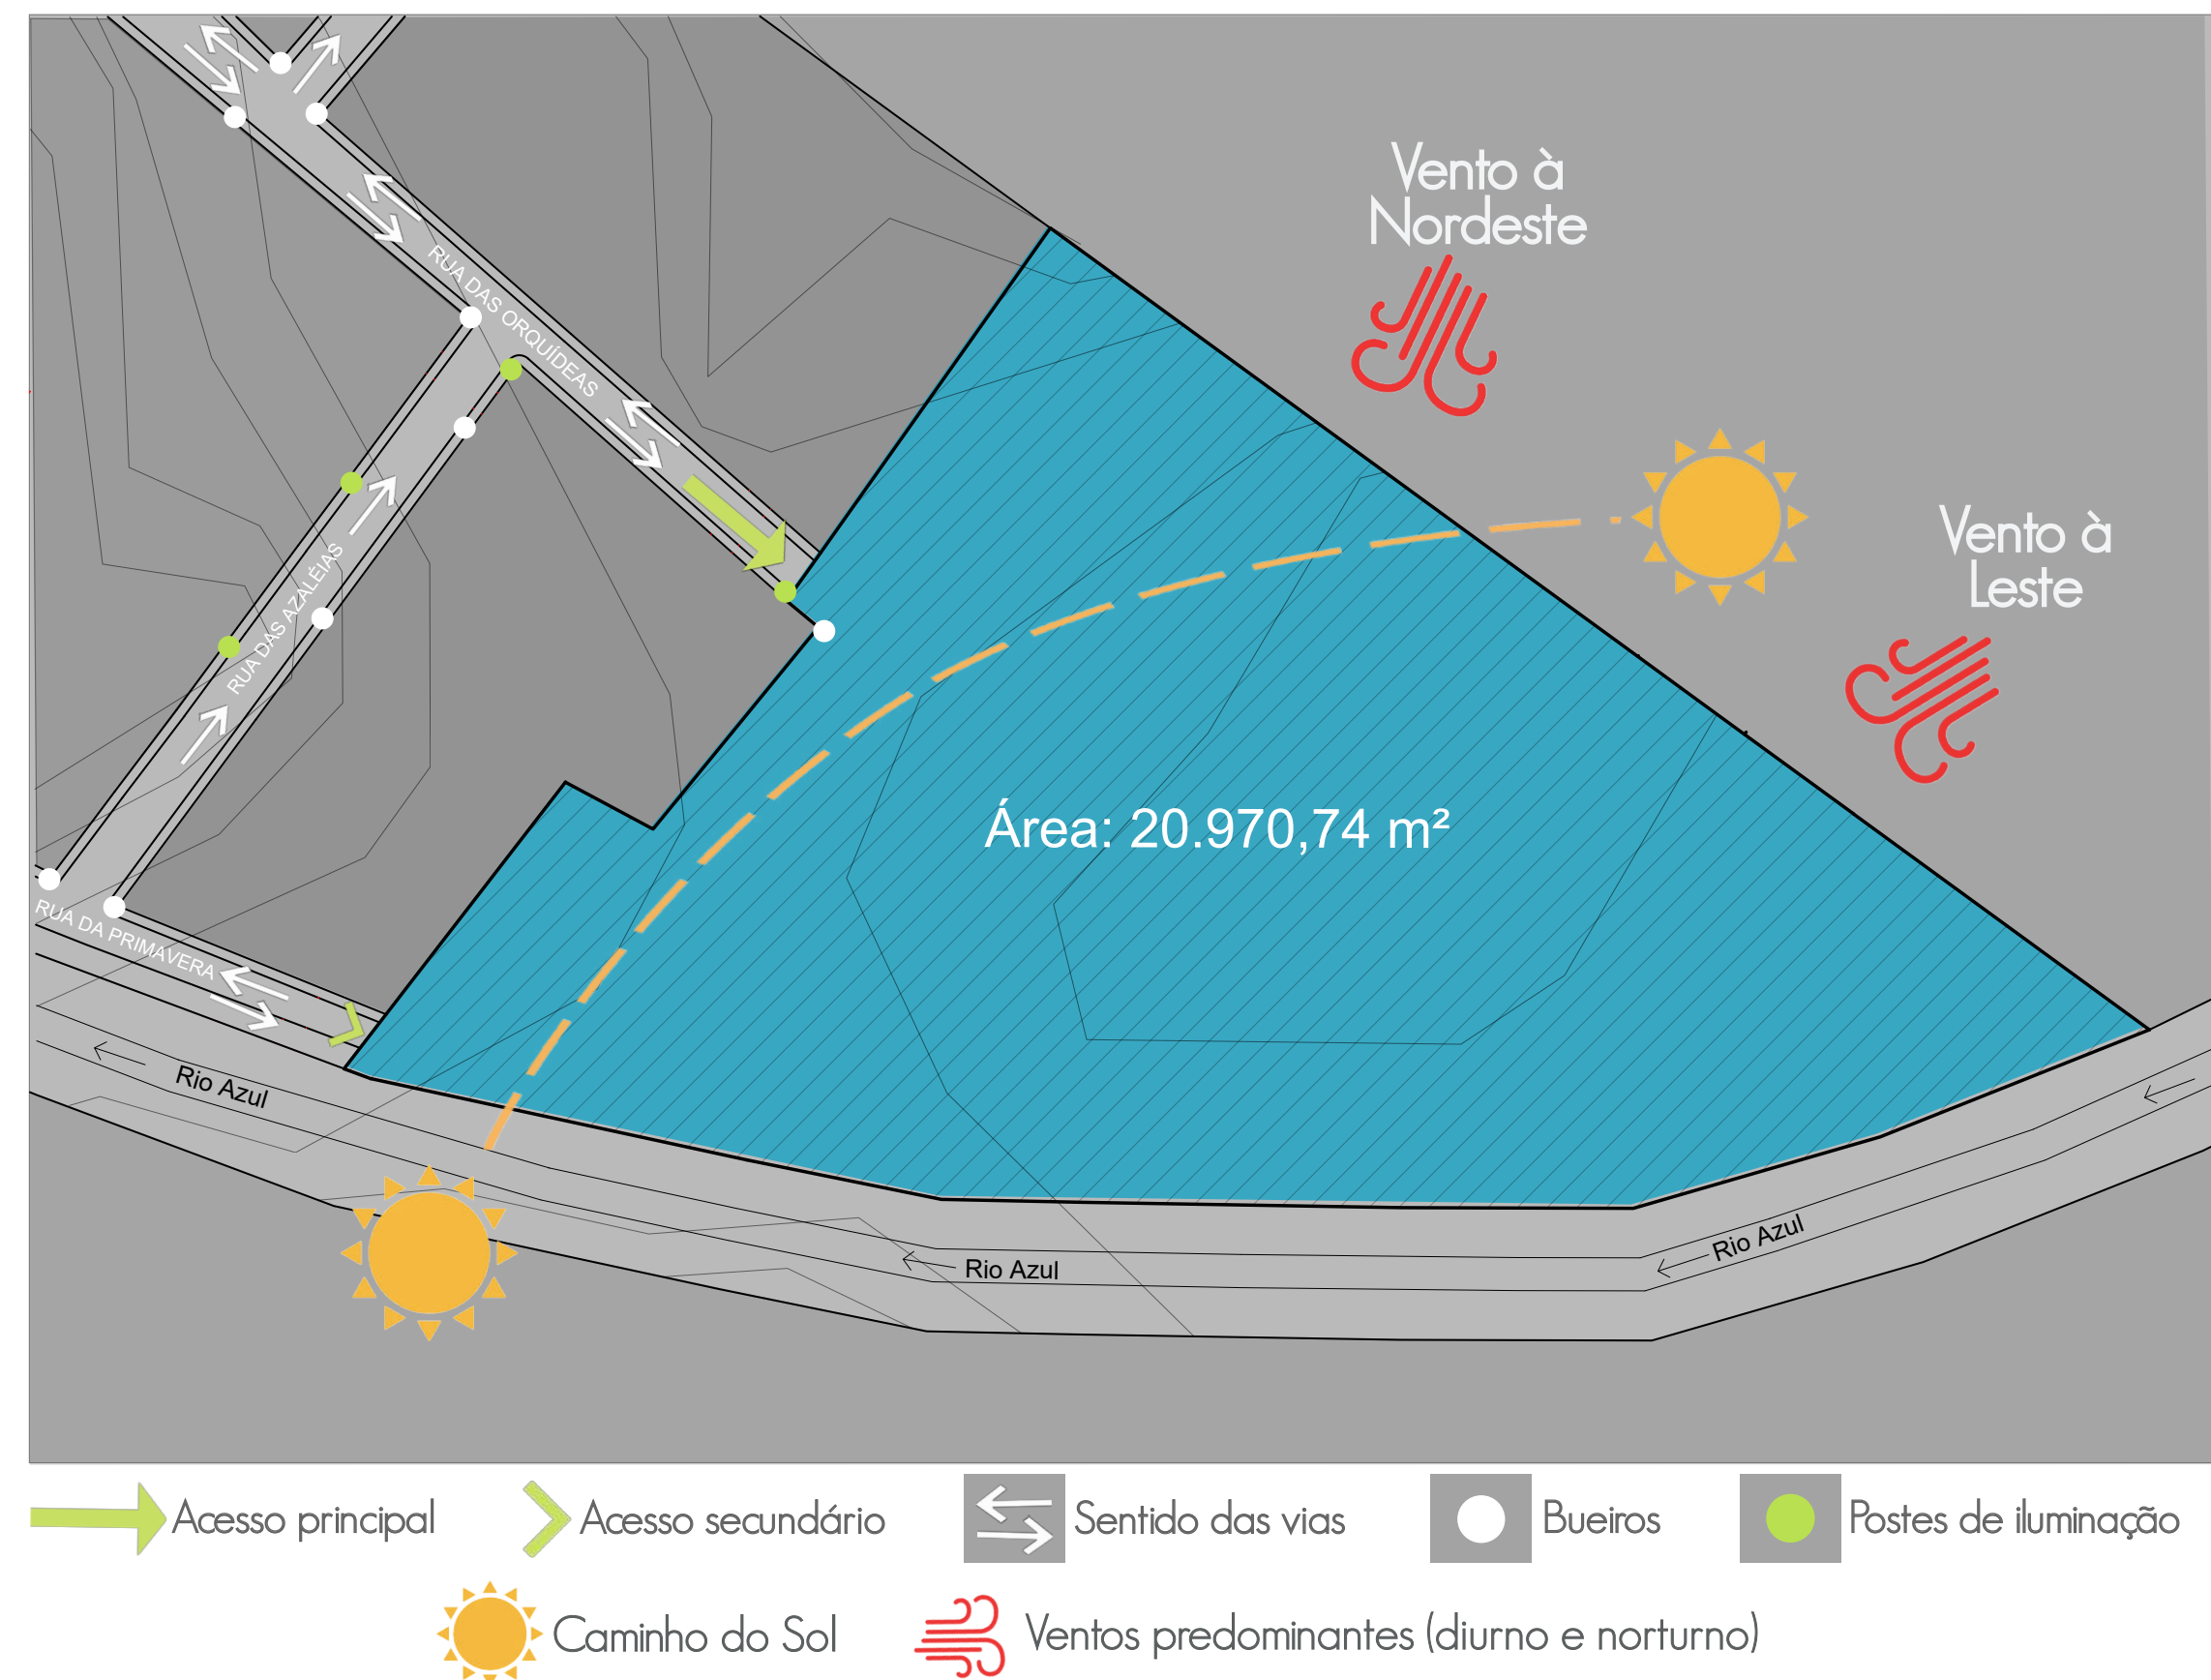 Vento à
Nordeste
RUA DAS ORQUÍDEAS
Vento à
Leste
RUA DAS AZALÉIAS
Área: 20.970,74 m²
RUA DA PRIMAVERA
Rio Azul
Rio Azul
Rio Azul
Acesso principal
Acesso secundário
Sentido das vias
Bueiros
Postes de iluminação
Caminho do Sol
Ventos predominantes (diurno e norturno)